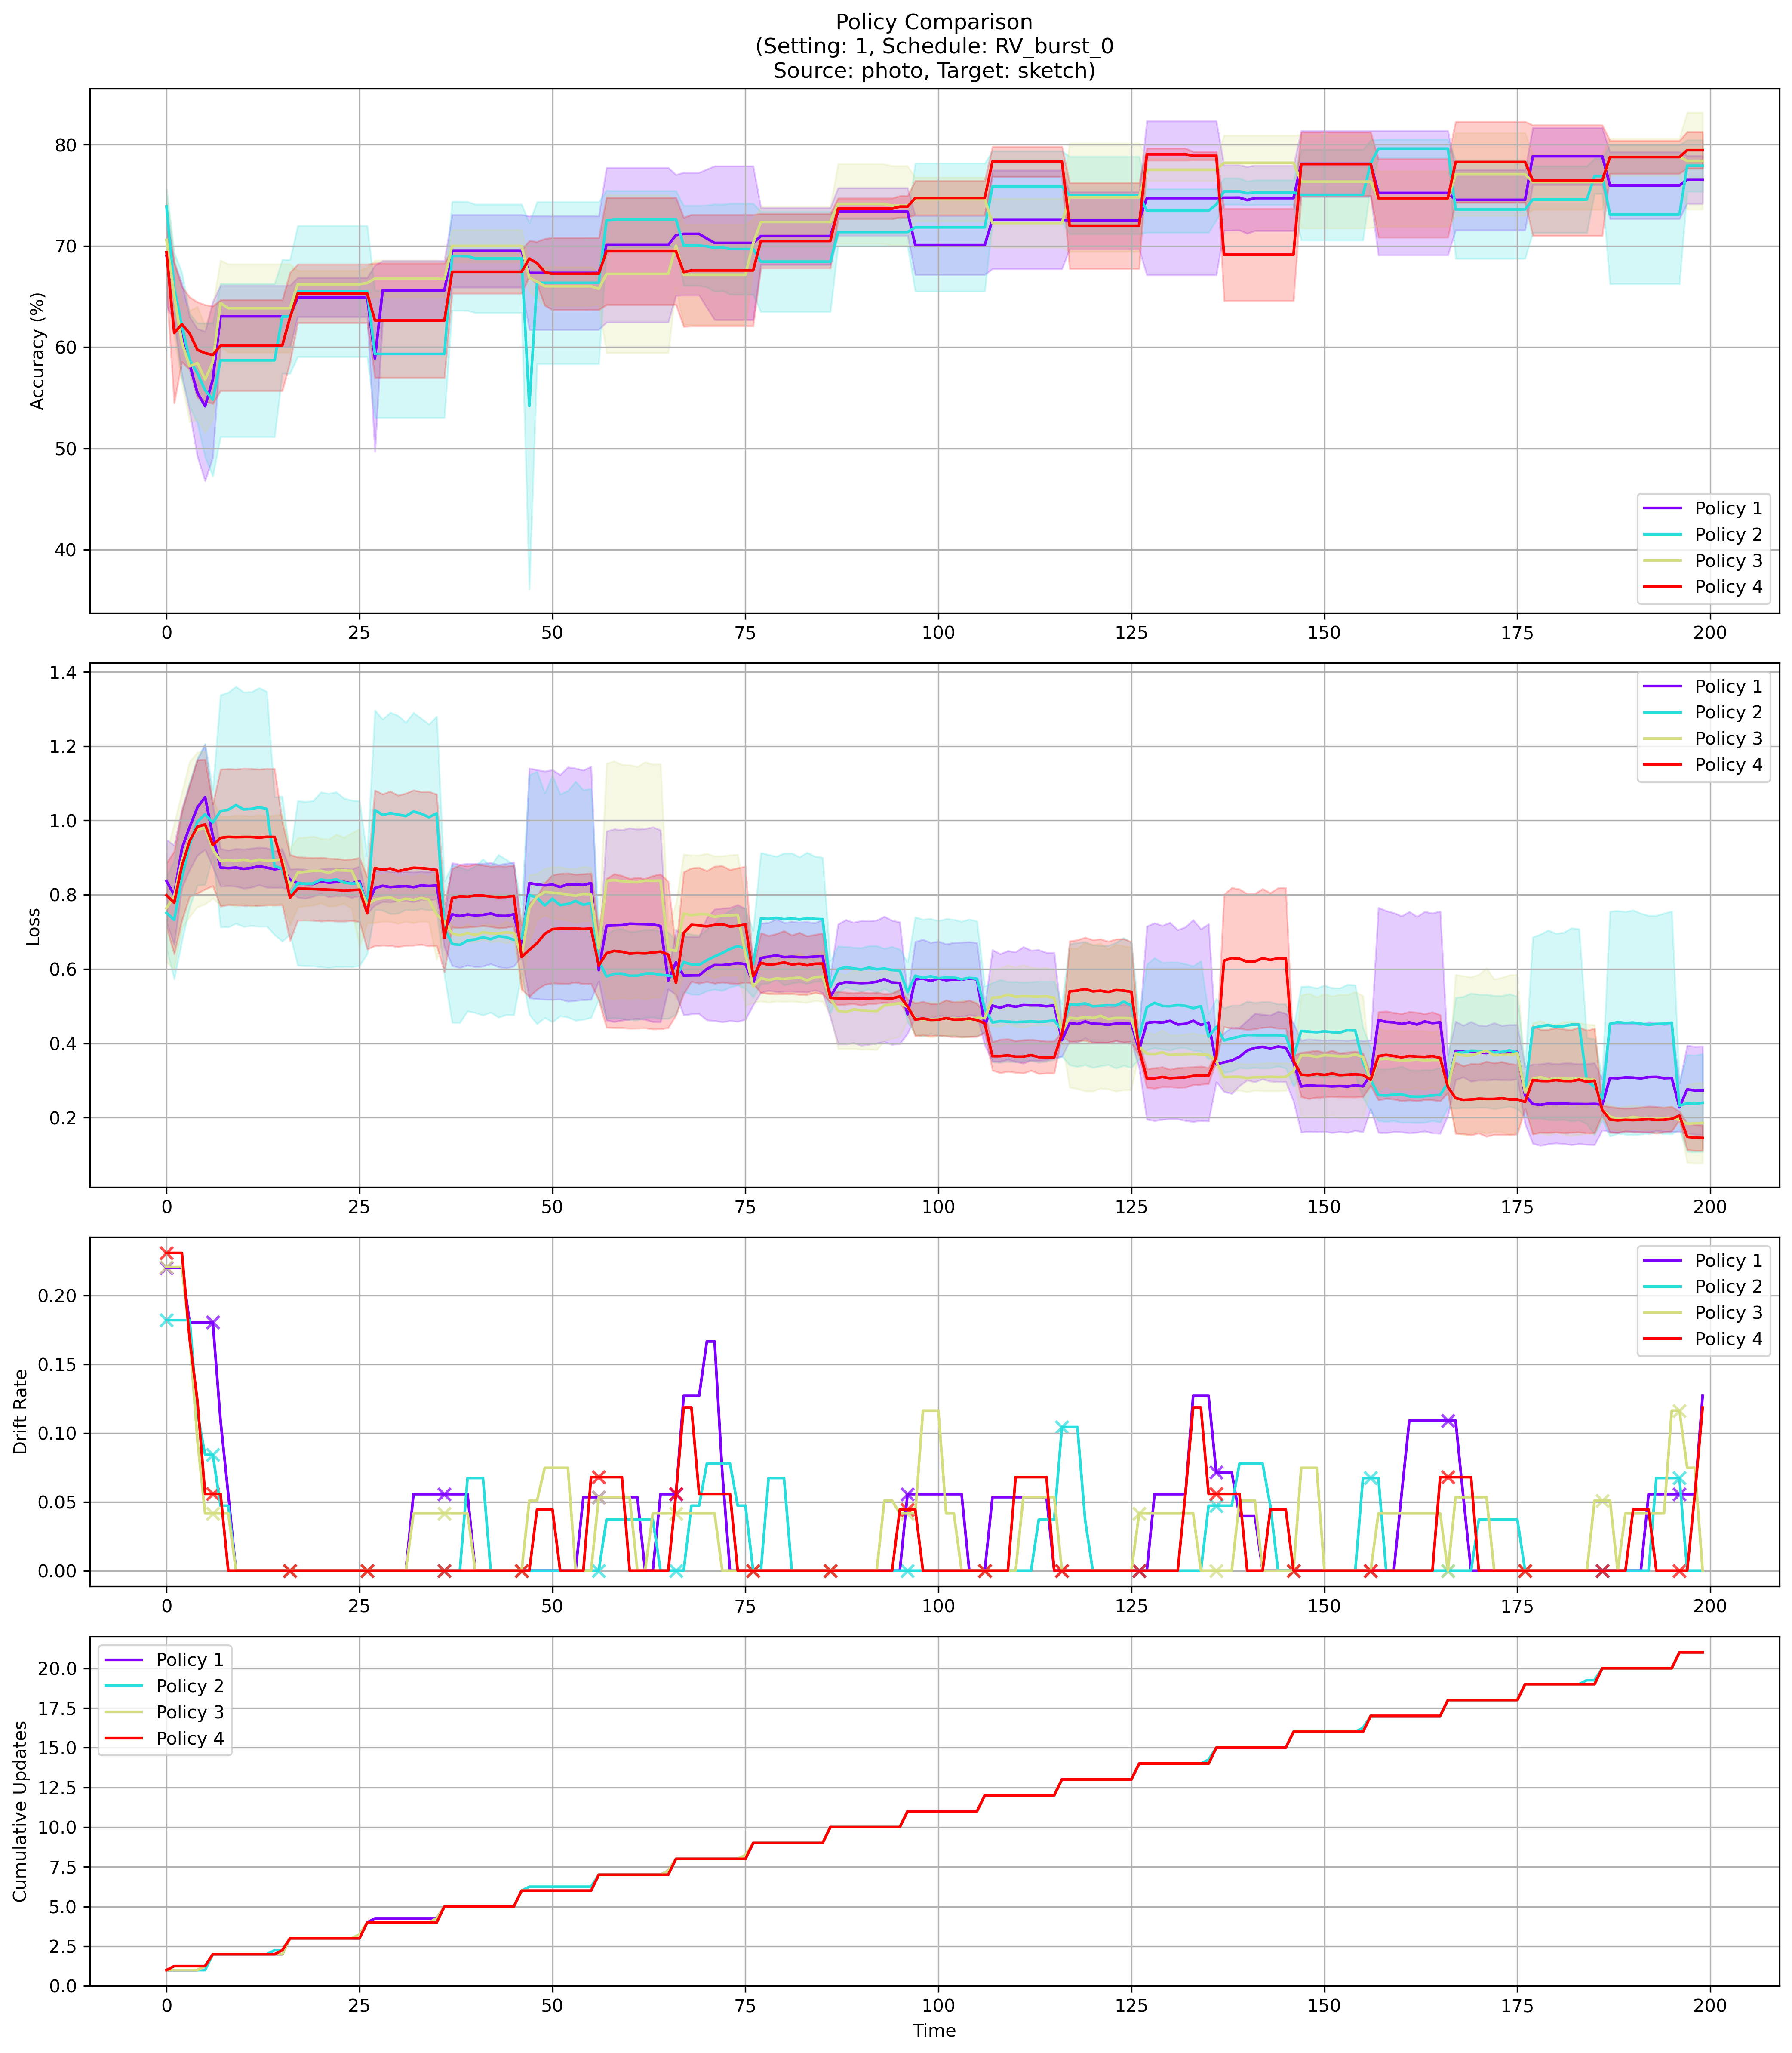 Policy Comparison
(Setting: 1, Schedule: RV_burst_0
Source: photo, Target: sketch)
Accuracy (%)
80
70
60
50
40
0 25 50 75 100 125 150 175 200
Policy 1
Policy 2
Policy 3
Policy 4
Loss
1.4
1.2
1.0
0.8
0.6
0.4
0.2
0 25 50 75 100 125 150 175 200
Policy 1
Policy 2
Policy 3
Policy 4
Drift Rate
0.20
0.15
0.10
0.05
0.00
0 25 50 75 100 125 150 175 200
Policy 1
Policy 2
Policy 3
Policy 4
Cumulative Updates
20.0
17.5
15.0
12.5
10.0
7.5
5.0
2.5
0.0
0 25 50 75 100 125 150 175 200
Policy 1
Policy 2
Policy 3
Policy 4
Time